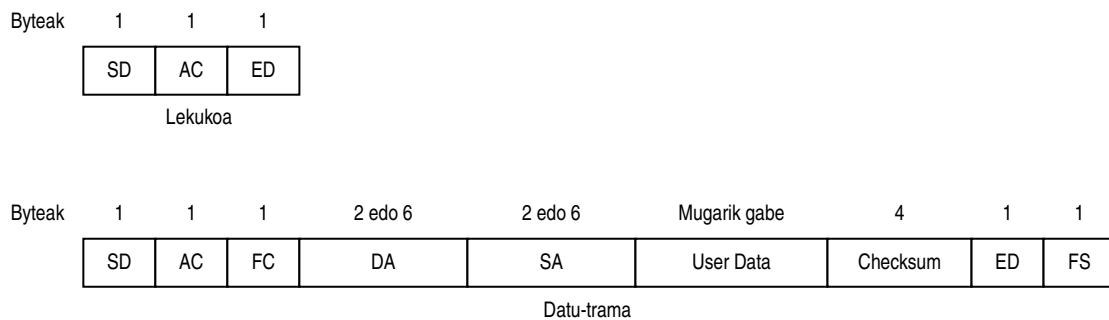 Byteak 1 1 1
SD AC ED
Lekukoa
Byteak 1 1 1 2 edo 6 2 edo 6 Mugarik gabe 4 1 1
SD AC FC DA SA User Data Checksum ED FS
Datu-trama